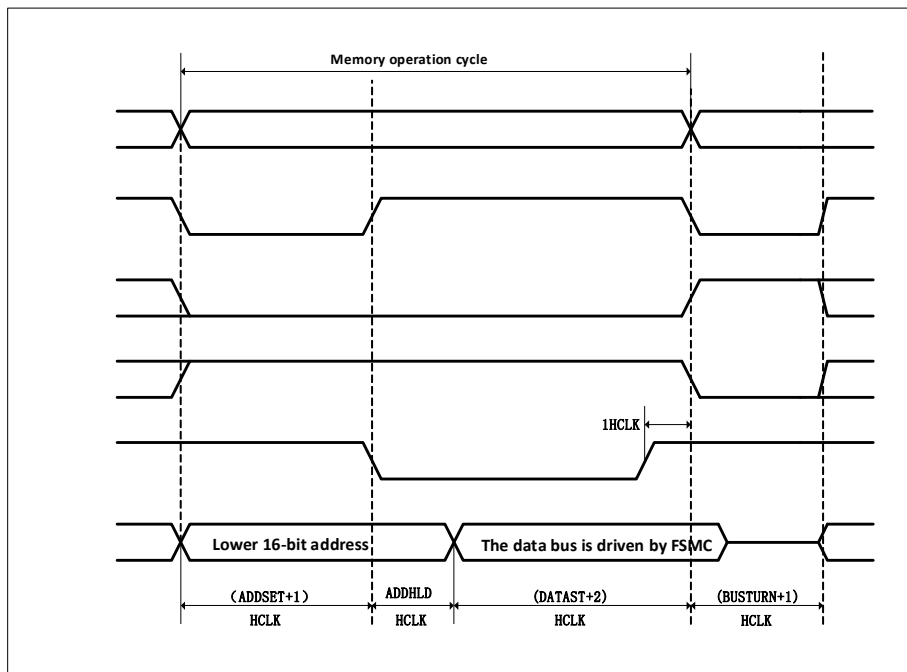 Memory operation cycle
1HCLK
Lower 16-bit address
The data bus is driven by FSMC
(ADDSET+1)
ADDHLD
(DATAST+2)
(BUSTURN+1)
HCLK
HCLK
HCLK
HCLK